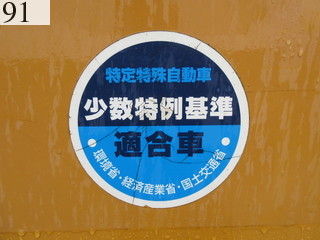 91
特定特殊自動車
少数特例基準
適合車
環境省・経済産業省・国土交通省